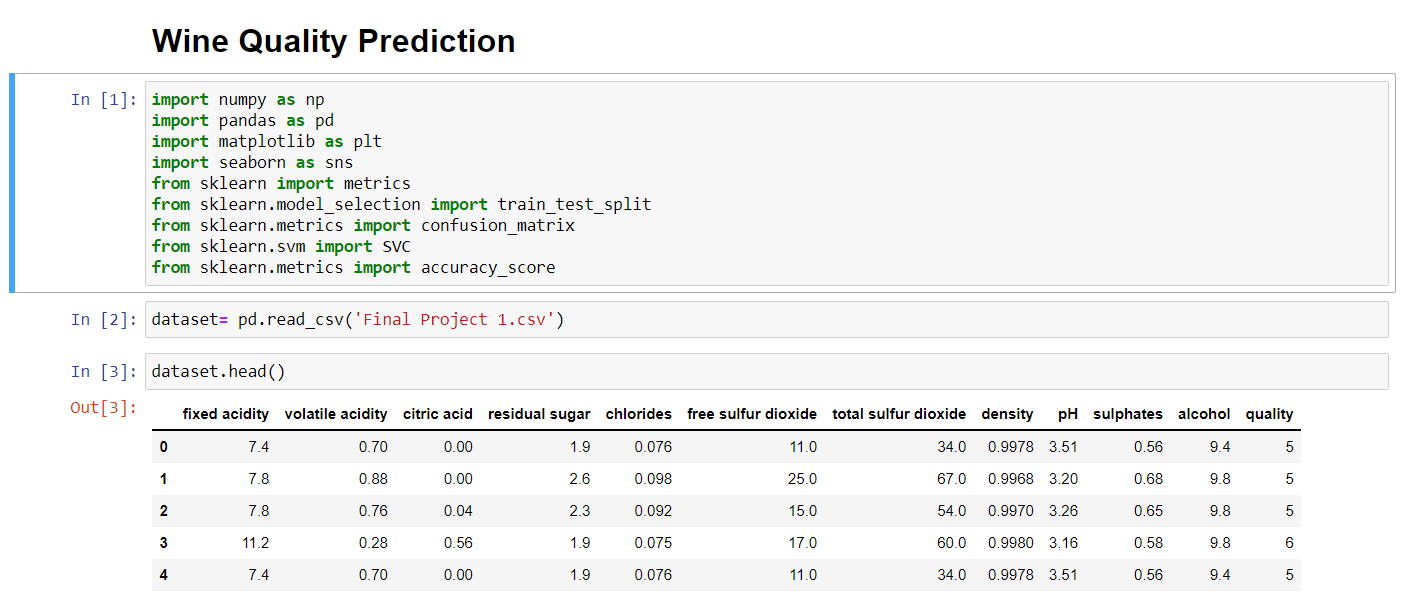 Wine Quality Prediction
In [1]: import numpy as np
import pandas as pd
import matplotlib as plt
import seaborn as sns
from sklearn import metrics
from sklearn.model_selection import train_test_split
from sklearn.metrics import confusion_matrix
from sklearn.svm import SVC
from sklearn.metrics import accuracy_score
In [2]: dataset= pd.read_csv('Final Project 1.csv')
In [3]: dataset.head()
Out[3]:
fixed acidity volatile acidity citric acid residual sugar chlorides free sulfur dioxide total sulfur dioxide density pH sulphates alcohol quality
0 7.4 0.70 0.00 1.9 0.076 11.0 34.0 0.9978 3.51 0.56 9.4 5
1 7.8 0.88 0.00 2.6 0.098 25.0 67.0 0.9968 3.20 0.68 9.8 5
2 7.8 0.76 0.04 2.3 0.092 15.0 54.0 0.9970 3.26 0.65 9.8 5
3 11.2 0.28 0.56 1.9 0.075 17.0 60.0 0.9980 3.16 0.58 9.8 6
4 7.4 0.70 0.00 1.9 0.076 11.0 34.0 0.9978 3.51 0.56 9.4 5